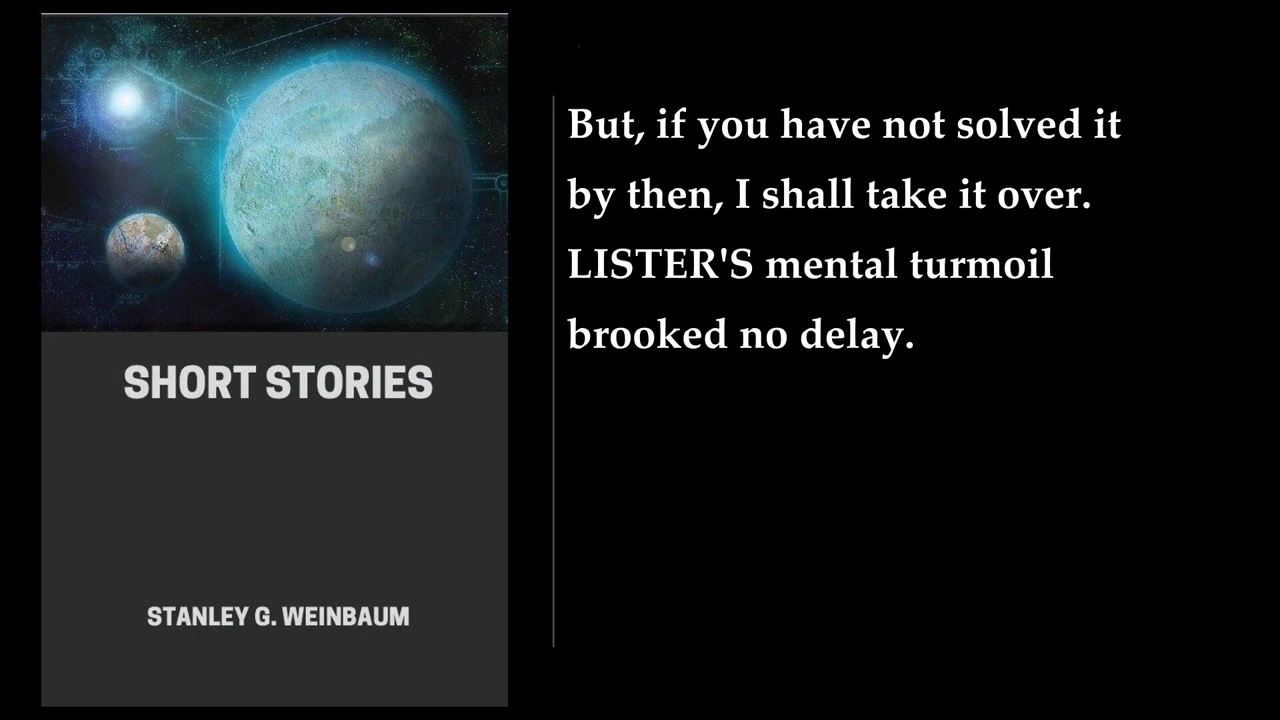 SHORT STORIES
STANLEY G. WEINBAUM
But, if you have not solved it
by then, I shall take it over.
LISTER'S mental turmoil
brooked no delay.